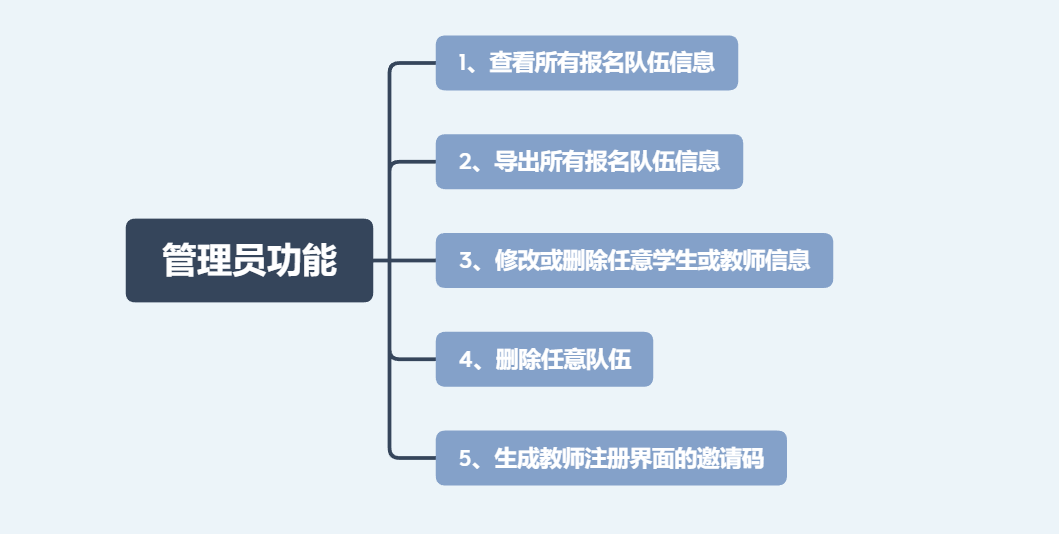 管理员功能
1、查看所有报名队伍信息
2、导出所有报名队伍信息
3、修改或删除任意学生或教师信息
4、删除任意队伍
5、生成教师注册界面的邀请码